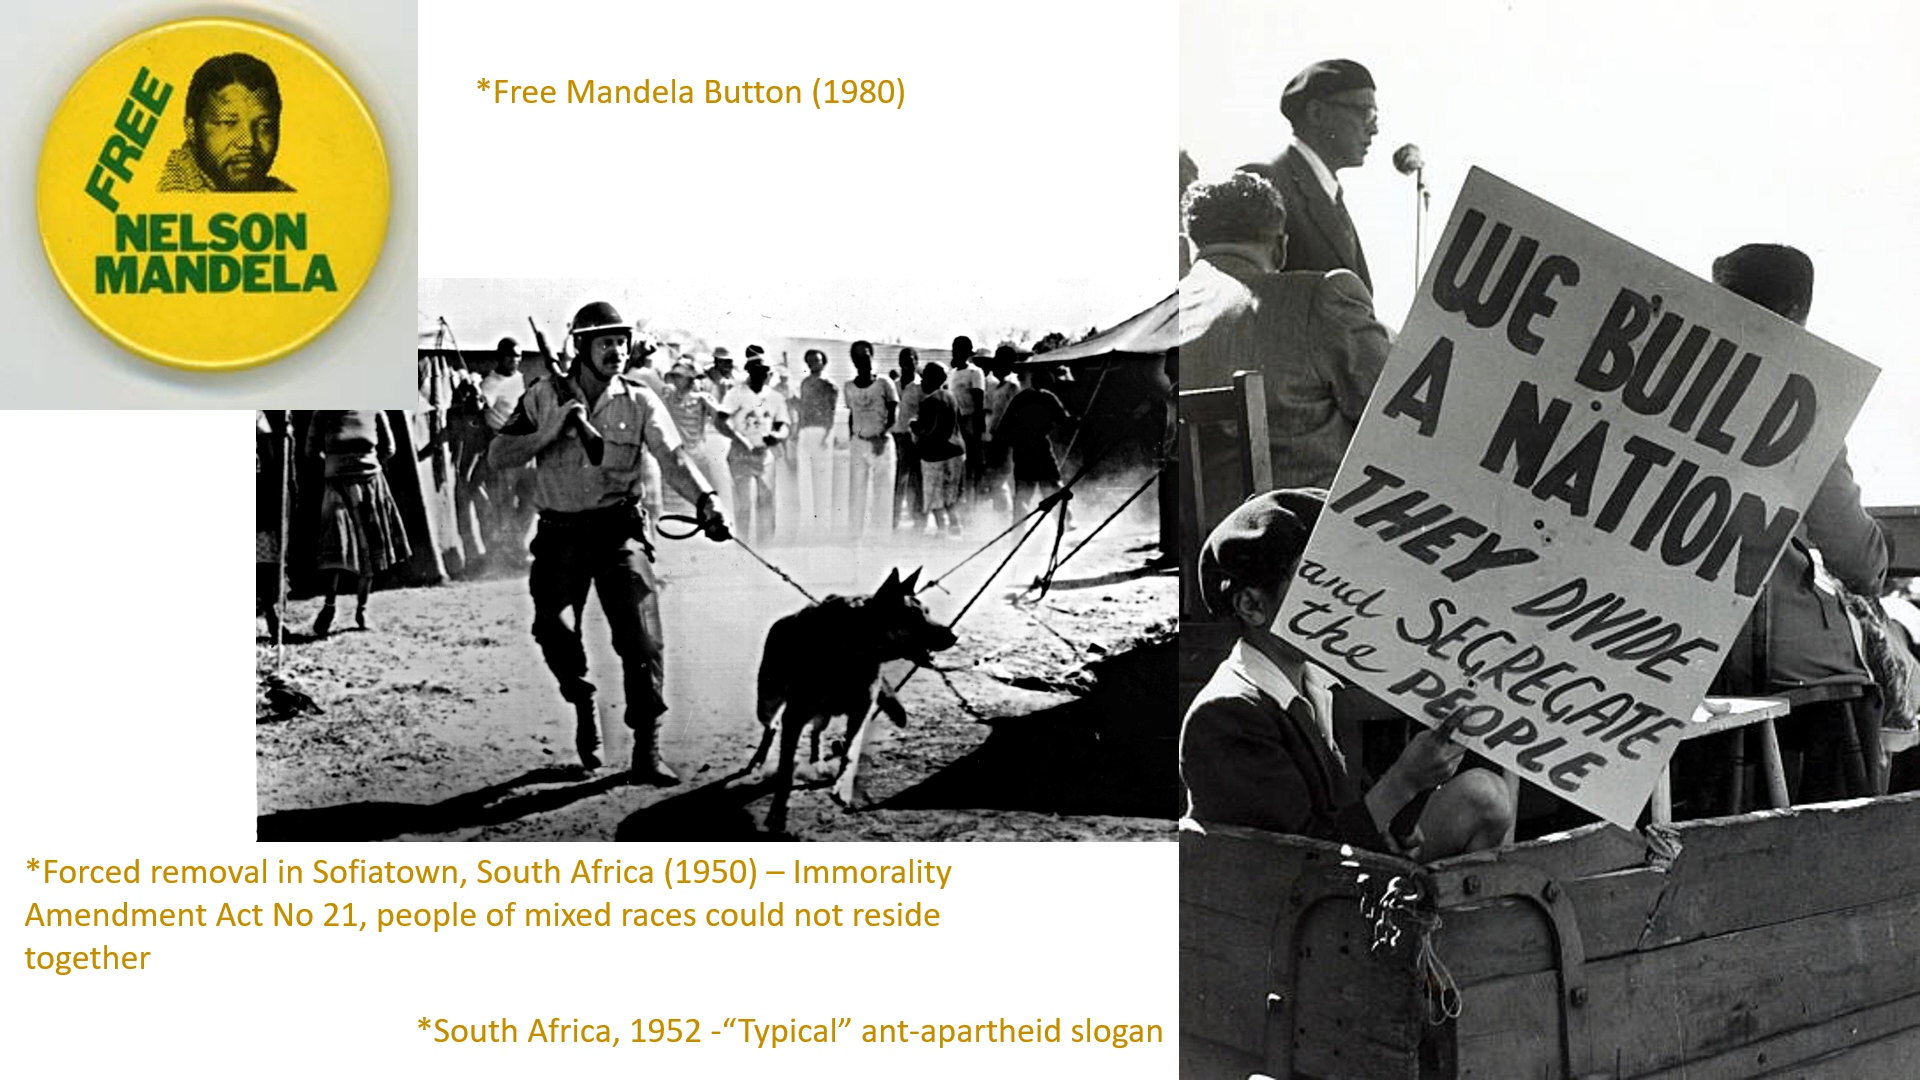 FREE
NELSON
MANDELA
*Free Mandela Button (1980)
WE BUILD
A NATION
THEY DIVIDE
and SEGREGATE
the PEOPLE
*Forced removal in Sofiatown, South Africa (1950) – Immorality
Amendment Act No 21, people of mixed races could not reside
together
*South Africa, 1952 -“Typical” ant-apartheid slogan